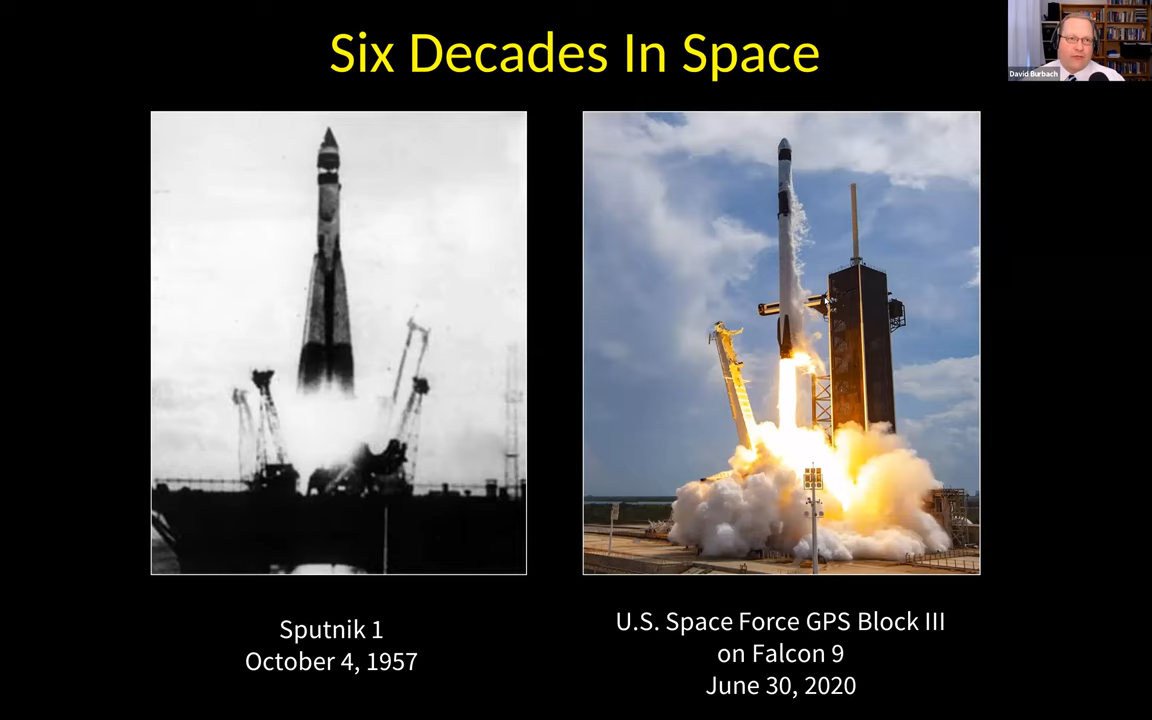 Six Decades In Space
David Burbach
Sputnik 1
October 4, 1957
U.S. Space Force GPS Block III
on Falcon 9
June 30, 2020